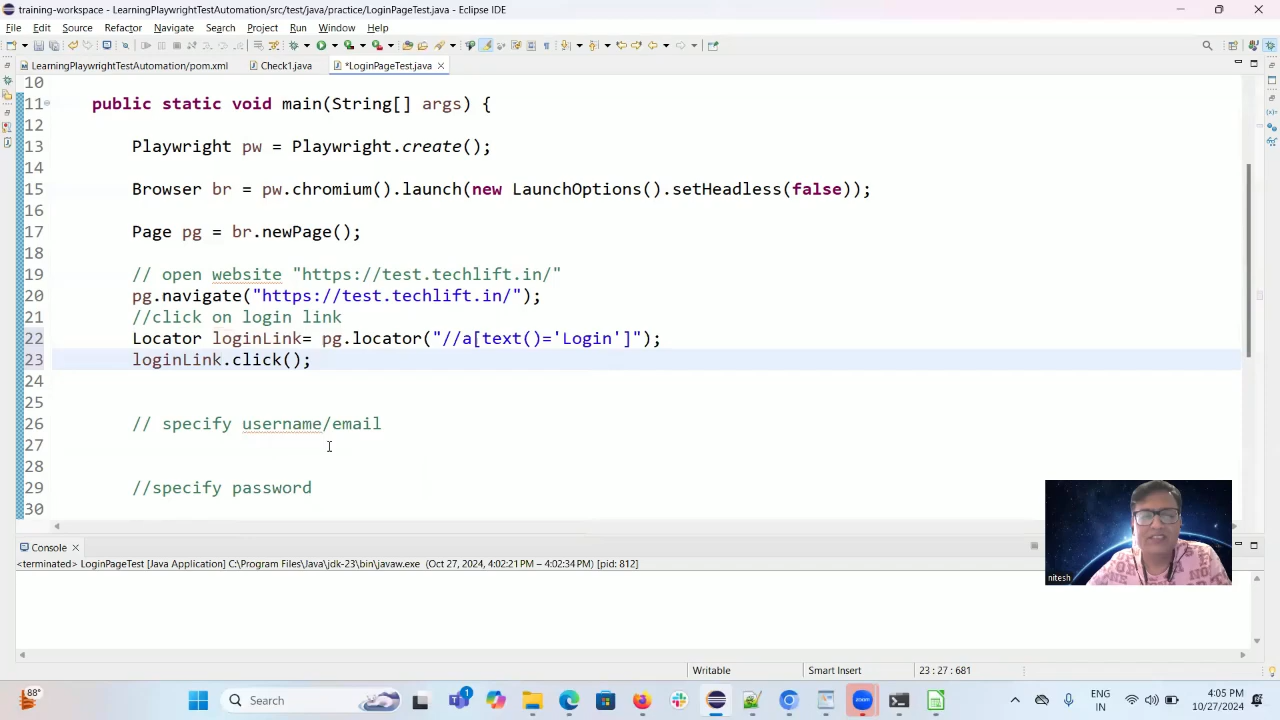 training-workspace - LearningPlaywrightTestAutomation/src/test/java/practice/LoginPageTest.java - Eclipse IDE
File Edit Source Refactor Navigate Search Project Run Window Help
LearningPlaywrightTestAutomation/pom.xml Check1.java *LoginPageTest.java
10
11 public static void main(String[] args) {
12
13 Playwright pw = Playwright.create();
14
15 Browser br = pw.chromium().launch(new LaunchOptions().setHeadless(false));
16
17 Page pg = br.newPage();
18
19 // open website "https://test.techlift.in/"
20 pg.navigate("https://test.techlift.in/");
21 //click on login link
22 Locator loginLink= pg.locator("//a[text()='Login']");
23 loginLink.click();
24
25
26 // specify username/email
27
28
29 //specify password
30
Console
<terminated> LoginPageTest [Java Application] C:\Program Files\Java\jdk-23\bin\javaw.exe (Oct 27, 2024, 4:02:21 PM – 4:02:34 PM) [pid: 812]
nitesh
Writable Smart Insert 23 : 27 : 681
88°
Search
1
zoom
ENG
IN
4:05 PM
10/27/2024